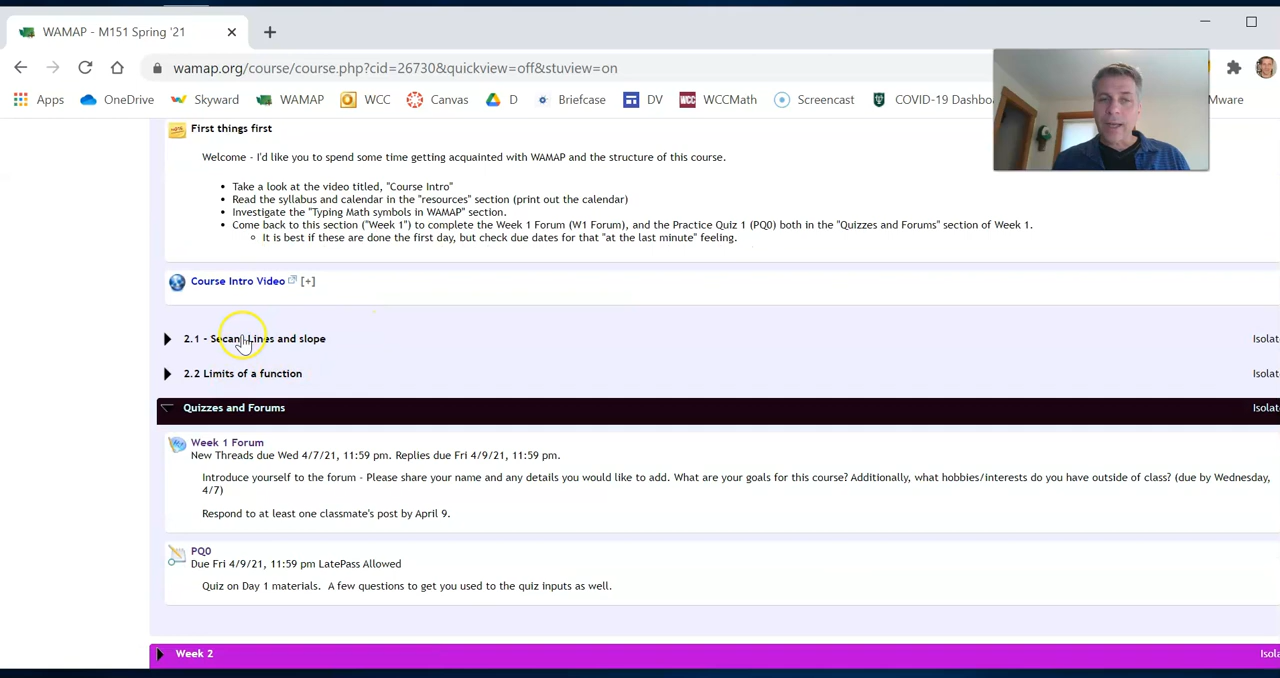 WAMAP - M151 Spring '21
wamap.org/course/course.php?cid=26730&quickview=off&stuview=on
Apps OneDrive Skyward WAMAP WCC Canvas D Briefcase DV WCCMath Screencast COVID-19 Dashbo Mware
First things first
Welcome - I'd like you to spend some time getting acquainted with WAMAP and the structure of this course.
• Take a look at the video titled, "Course Intro"
• Read the syllabus and calendar in the "resources" section (print out the calendar)
• Investigate the "Typing Math symbols in WAMAP" section.
• Come back to this section ("Week 1") to complete the Week 1 Forum (W1 Forum), and the Practice Quiz 1 (PQ0) both in the "Quizzes and Forums" section of Week 1.
It is best if these are done the first day, but check due dates for that "at the last minute" feeling.
Course Intro Video [+]
2.1 - Secant Lines and slope Isolat
2.2 Limits of a function Isolat
Quizzes and Forums Isolat
Week 1 Forum
New Threads due Wed 4/7/21, 11:59 pm. Replies due Fri 4/9/21, 11:59 pm.
Introduce yourself to the forum - Please share your name and any details you would like to add. What are your goals for this course? Additionally, what hobbies/interests do you have outside of class? (due by Wednesday,
4/7)
Respond to at least one classmate's post by April 9.
PQ0
Due Fri 4/9/21, 11:59 pm LatePass Allowed
Quiz on Day 1 materials. A few questions to get you used to the quiz inputs as well.
Week 2 Isola